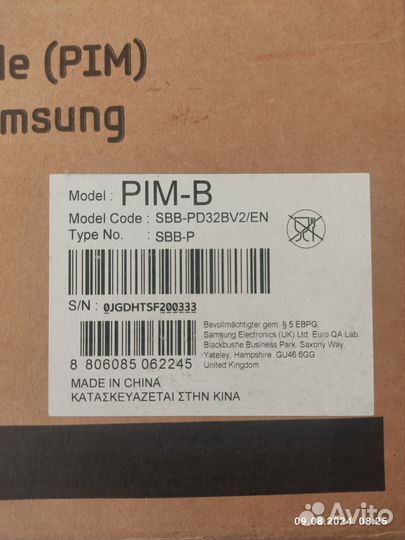 le (PIM)
msung
Model : PIM-B
Model Code : SBB-PD32BV2/EN
Type No. : SBB-P
S/N : 0JGDHTSF200333
Bevollmächtigter gem. § 5 EBPG:
Samsung Electronics (UK) Ltd, Euro QA Lab.
Blackbushe Business Park. Saxony Way,
Yateley, Hampshire. GU46 6GG
United Kingdom
8 806085 062245
MADE IN CHINA
ΚΑΤΑΣΚΕΥΑΖΕΤΑΙ ΣΤΗΝ ΚΙΝΑ
09.08.2024 08:25
Avito